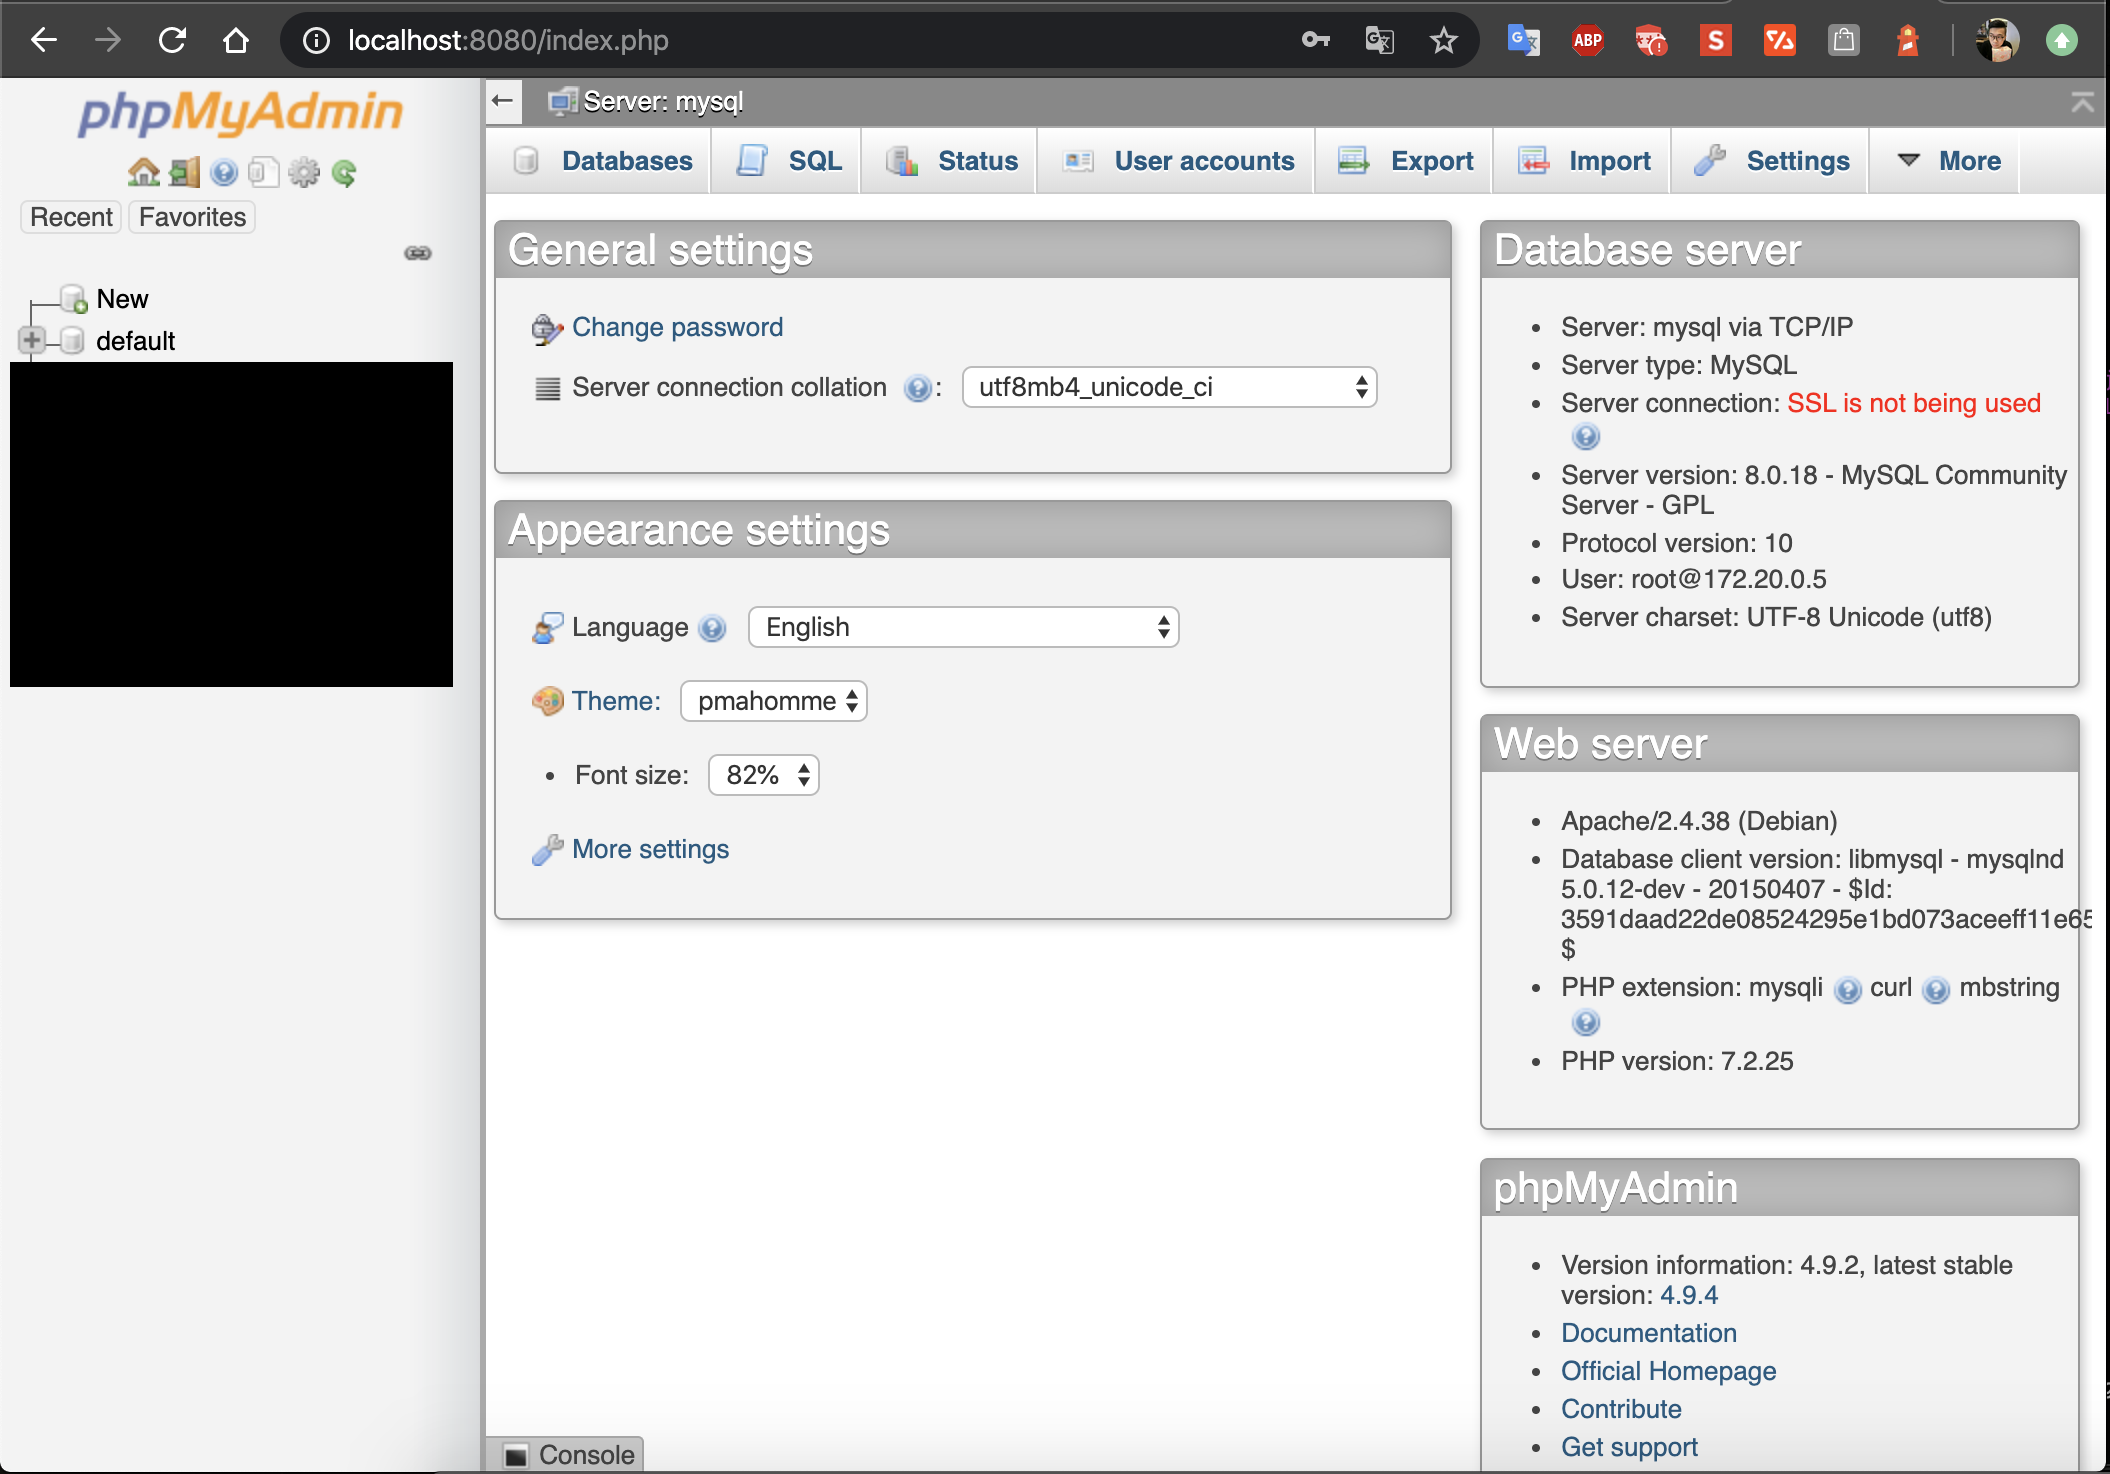 localhost:8080/index.php
ABP
S
phpMyAdmin
Recent Favorites
New
default
Server: mysql
Databases SQL Status User accounts Export Import Settings More
General settings
Change password
Server connection collation : utf8mb4_unicode_ci
Appearance settings
Language English
Theme: pmahomme
• Font size: 82%
More settings
Database server
• Server: mysql via TCP/IP
• Server type: MySQL
• Server connection: SSL is not being used
• Server version: 8.0.18 - MySQL Community
Server - GPL
• Protocol version: 10
• User: root@172.20.0.5
• Server charset: UTF-8 Unicode (utf8)
Web server
• Apache/2.4.38 (Debian)
• Database client version: libmysql - mysqlnd
5.0.12-dev - 20150407 - $Id:
3591daad22de08524295e1bd073aceeff11e65
$
• PHP extension: mysqli curl mbstring
• PHP version: 7.2.25
phpMyAdmin
• Version information: 4.9.2, latest stable
version: 4.9.4
• Documentation
• Official Homepage
• Contribute
• Get support
Console